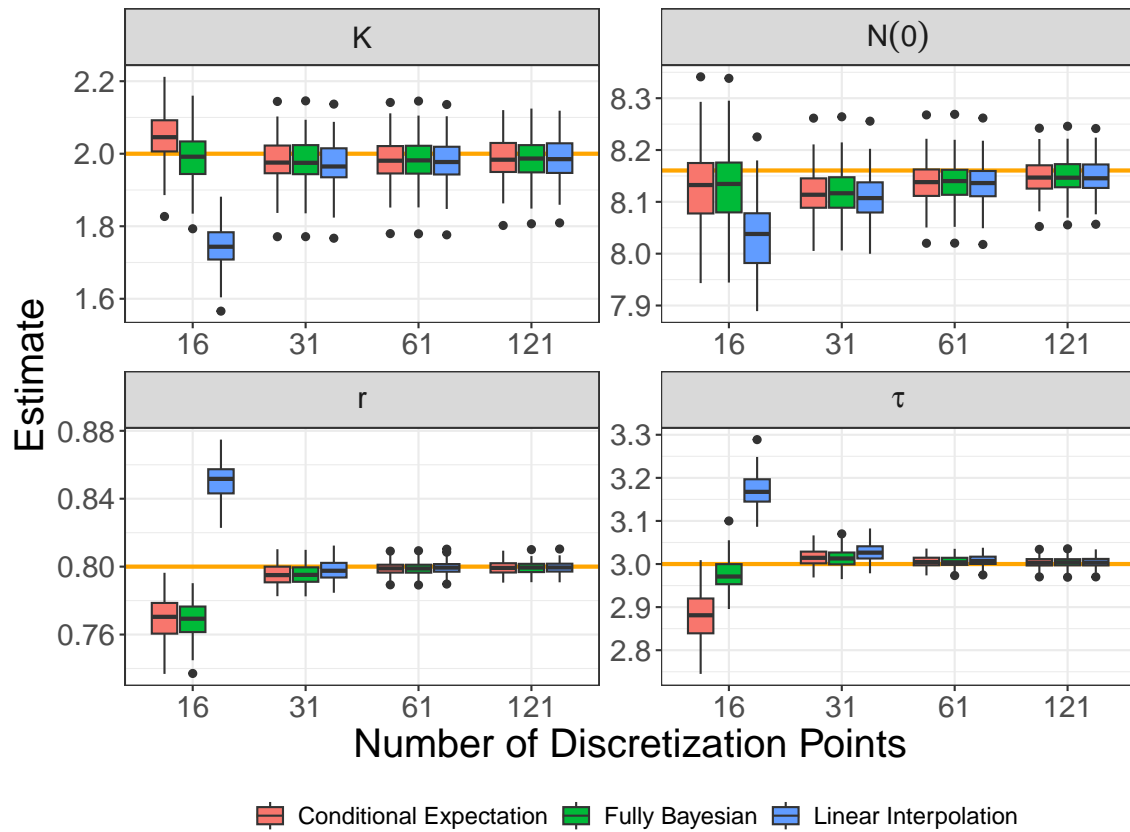 K
N(0)
2.2
2.0
1.8
1.6
8.3
8.2
8.1
8.0
7.9
16 31 61 121
16 31 61 121
r
τ
0.88
0.84
0.80
0.76
3.3
3.2
3.1
3.0
2.9
2.8
16 31 61 121
16 31 61 121
Estimate
Number of Discretization Points
Conditional Expectation Fully Bayesian Linear Interpolation